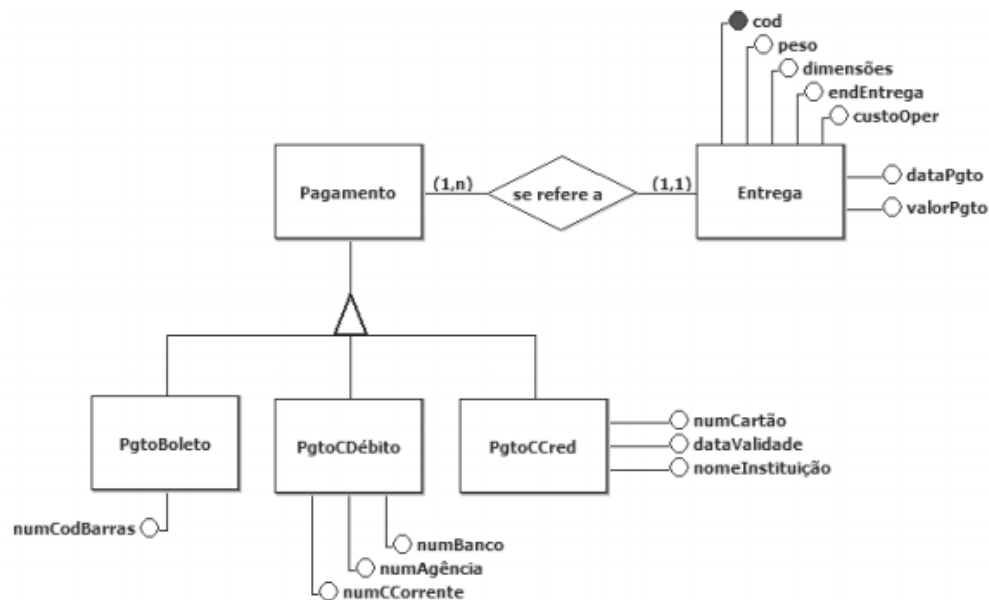 cod
peso
dimensões
endEntrega
custoOper
Pagamento
(1,n)
se refere a
(1,1)
Entrega
dataPgto
valorPgto
PgtoBoleto
PgtoCDébito
PgtoCCred
numCartão
dataValidade
nomeInstituição
numCodBarras
numBanco
numAgência
numCCorrente